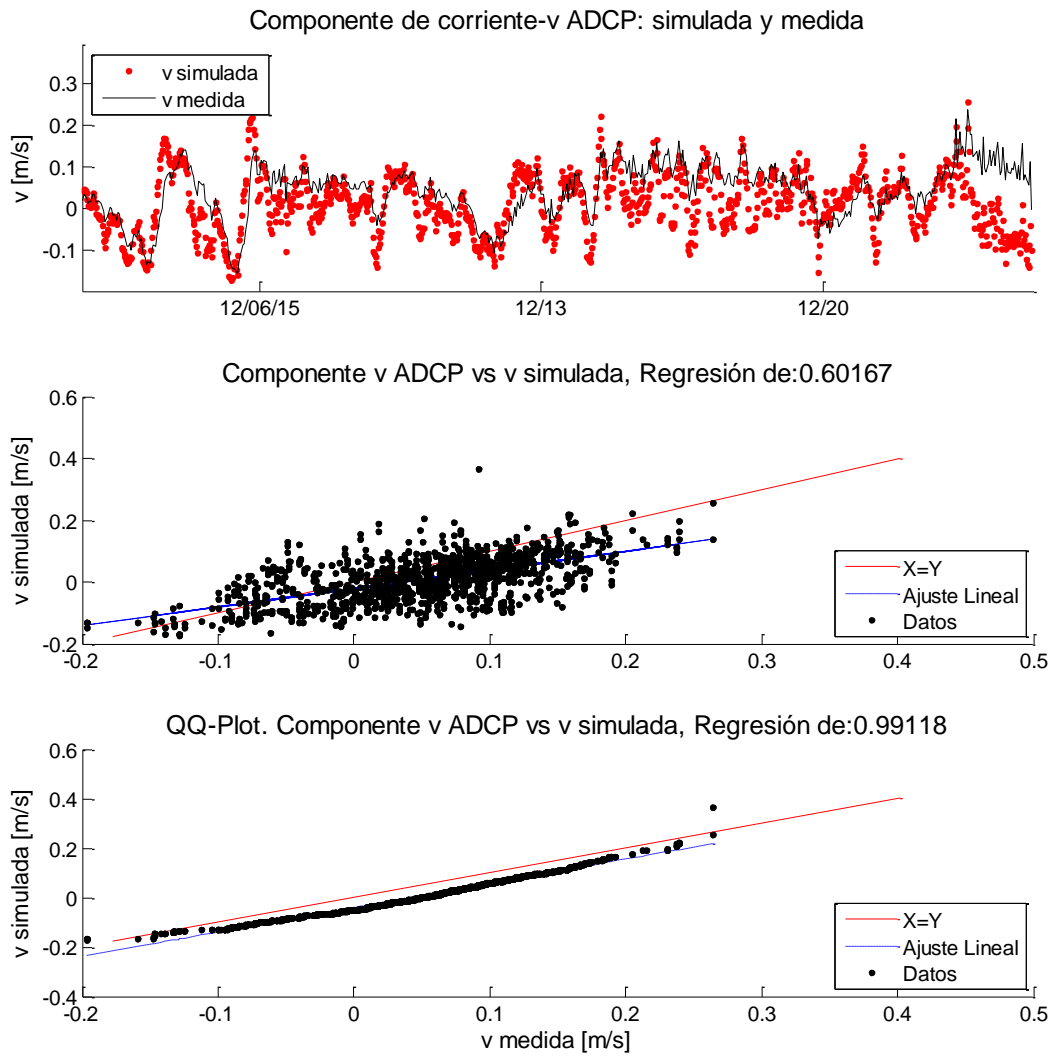 Componente de corriente-v ADCP: simulada y medida
v [m/s]
0.3
0.2
0.1
0
-0.1
v simulada
v medida
12/06/15
12/13
12/20
Componente v ADCP vs v simulada, Regresión de:0.60167
v simulada [m/s]
0.6
0.4
0.2
0
-0.2
X=Y
Ajuste Lineal
Datos
-0.2
-0.1
0
0.1
0.2
0.3
0.4
0.5
QQ-Plot. Componente v ADCP vs v simulada, Regresión de:0.99118
v simulada [m/s]
0.6
0.4
0.2
0
-0.2
-0.4
X=Y
Ajuste Lineal
Datos
-0.2
-0.1
0
0.1
0.2
0.3
0.4
0.5
v medida [m/s]